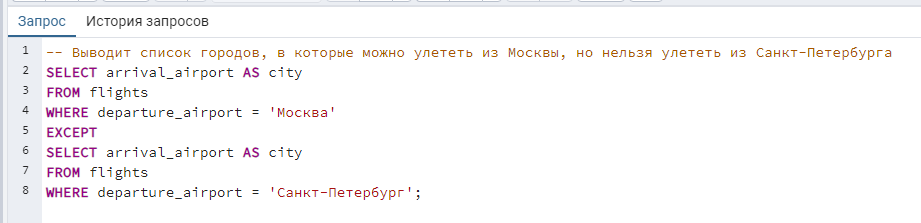 Запрос История запросов
1 -- Выводит список городов, в которые можно улететь из Москвы, но нельзя улететь из Санкт-Петербурга
2 SELECT arrival_airport AS city
3 FROM flights
4 WHERE departure_airport = 'Москва'
5 EXCEPT
6 SELECT arrival_airport AS city
7 FROM flights
8 WHERE departure_airport = 'Санкт-Петербург';